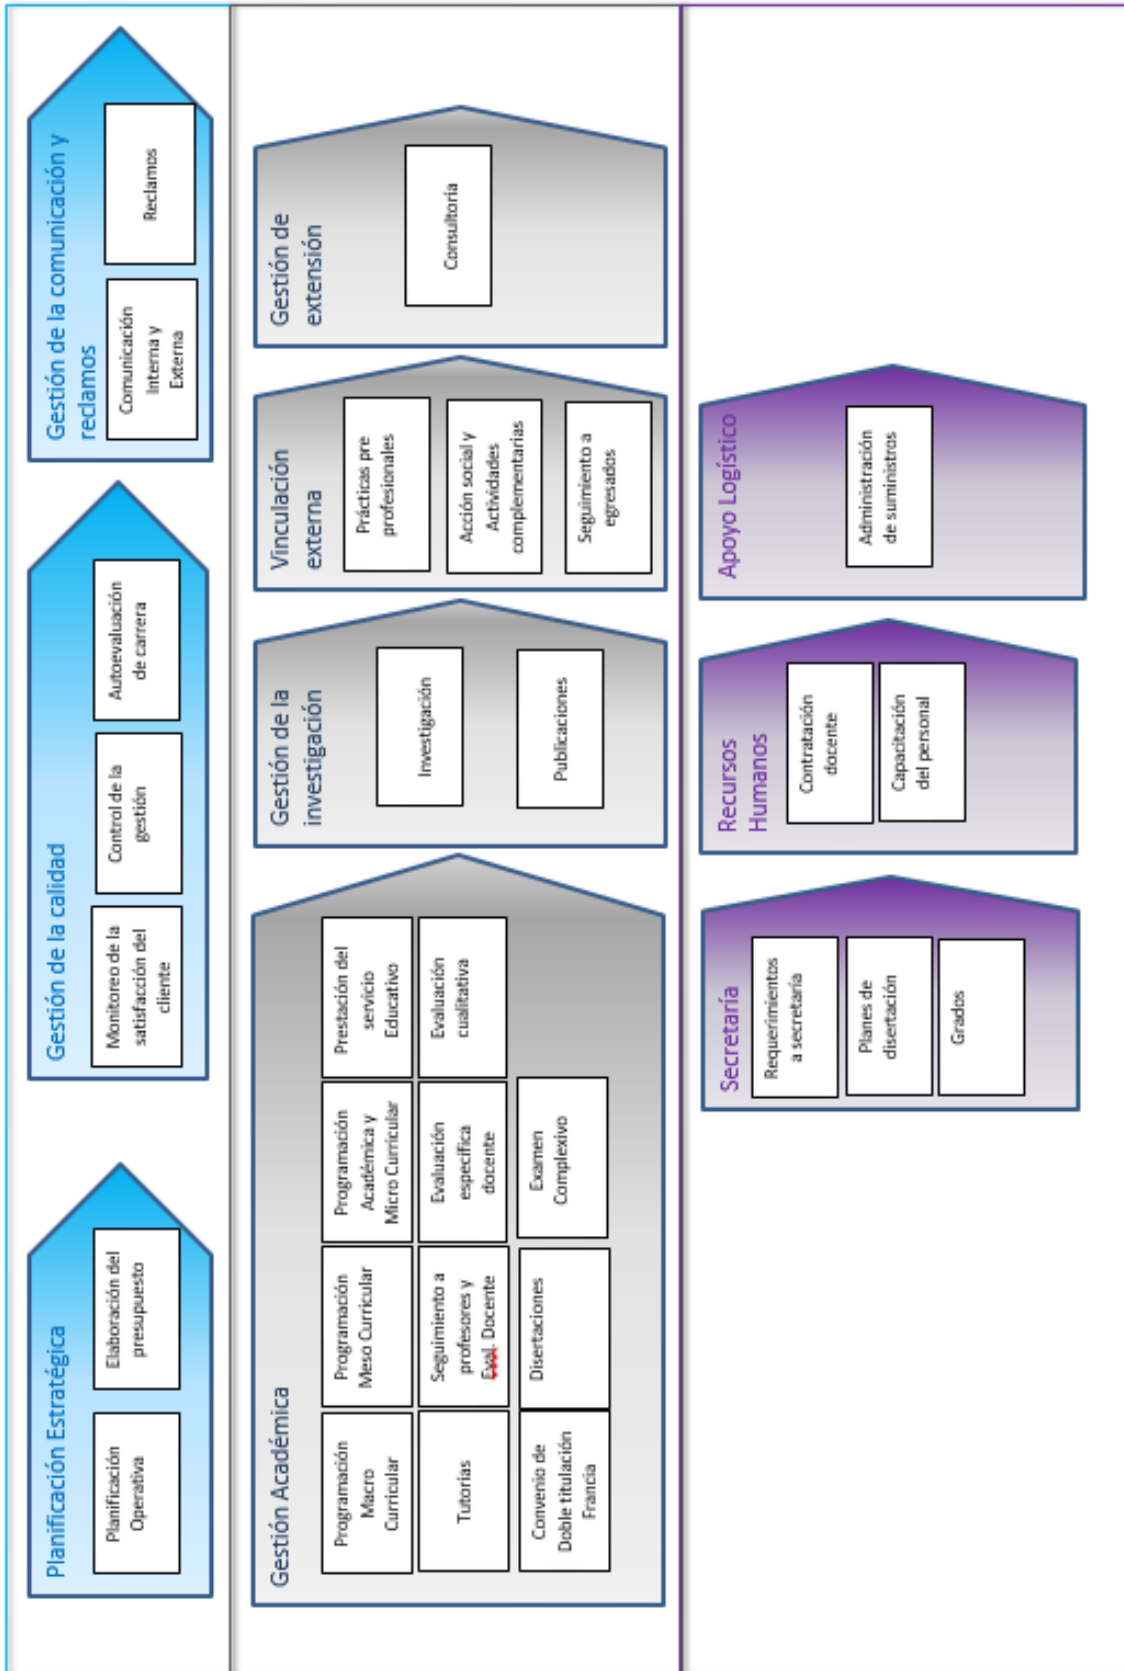 Planificación Estratégica
Planificación
Operativa
Elaboración del
presupuesto
Gestión de la calidad
Monitoreo de la
satisfacción del
cliente
Control de la
gestión
Autoevaluación
de carrera
Gestión de la comunicación y
reclamos
Comunicación
Interna y
Externa
Reclamos
Gestión Académica
Programación
Macro
Curricular
Programación
Meso Curricular
Programación
Académica y
Micro Curricular
Prestación del
servicio
Educativo
Tutorías
Seguimiento a
profesores y
Eval. Docente
Evaluación
específica
docente
Evaluación
cualitativa
Convenio de
Doble titulación
Francia
Disertaciones
Examen
Complexivo
Gestión de la
investigación
Investigación
Publicaciones
Vinculación
externa
Prácticas pre
profesionales
Acción social y
Actividades
complementarias
Seguimiento a
egresados
Gestión de
extensión
Consultoría
Secretaría
Requerimientos
a secretaría
Planes de
disertación
Grados
Recursos
Humanos
Contratación
docente
Capacitación
del personal
Apoyo Logístico
Administración
de suministros